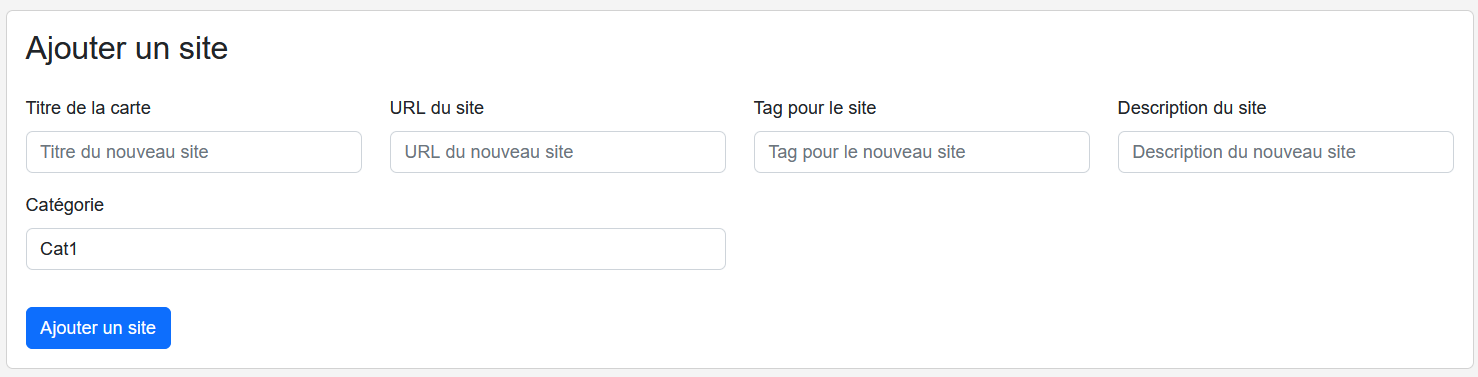 Ajouter un site
Titre de la carte URL du site Tag pour le site Description du site
Titre du nouveau site URL du nouveau site Tag pour le nouveau site Description du nouveau site
Catégorie
Cat1
Ajouter un site